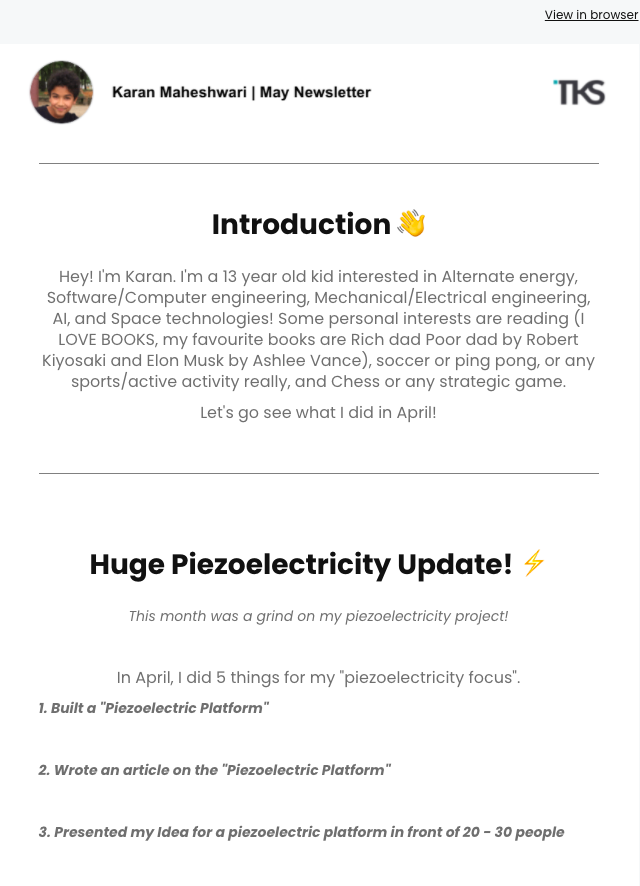 View in browser
Karan Maheshwari | May Newsletter
TKS
Introduction 👋
Hey! I'm Karan. I'm a 13 year old kid interested in Alternate energy,
Software/Computer engineering, Mechanical/Electrical engineering,
AI, and Space technologies! Some personal interests are reading (I
LOVE BOOKS, my favourite books are Rich dad Poor dad by Robert
Kiyosaki and Elon Musk by Ashlee Vance), soccer or ping pong, or any
sports/active activity really, and Chess or any strategic game.
Let's go see what I did in April!
Huge Piezoelectricity Update! ⚡
This month was a grind on my piezoelectricity project!
In April, I did 5 things for my "piezoelectricity focus".
1. Built a "Piezoelectric Platform"
2. Wrote an article on the "Piezoelectric Platform"
3. Presented my Idea for a piezoelectric platform in front of 20 - 30 people